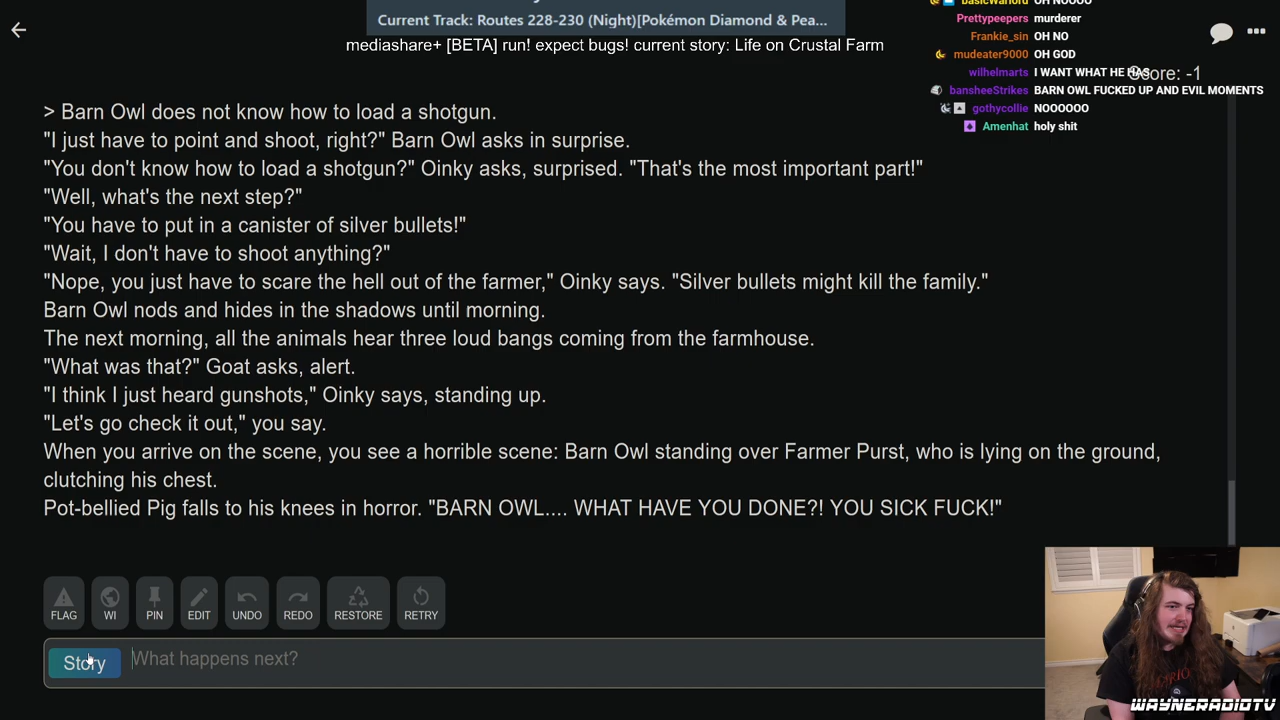 Current Track: Routes 228-230 (Night)[Pokémon Diamond & Pea...
mediashare+ [BETA] run! expect bugs! current story: Life on Crustal Farm
basicWarlord OH NOOOO
Prettypeepers murderer
Frankie_sin OH NO
mudeater9000 OH GOD
wilhelmarts I WANT WHAT HE HAS
Score: -1
bansheeStrikes BARN OWL FUCKED UP AND EVIL MOMENTS
gothycollie NOOOOOO
Amenhat holy shit
> Barn Owl does not know how to load a shotgun.
"I just have to point and shoot, right?" Barn Owl asks in surprise.
"You don't know how to load a shotgun?" Oinky asks, surprised. "That's the most important part!"
"Well, what's the next step?"
"You have to put in a canister of silver bullets!"
"Wait, I don't have to shoot anything?"
"Nope, you just have to scare the hell out of the farmer," Oinky says. "Silver bullets might kill the family."
Barn Owl nods and hides in the shadows until morning.
The next morning, all the animals hear three loud bangs coming from the farmhouse.
"What was that?" Goat asks, alert.
"I think I just heard gunshots," Oinky says, standing up.
"Let's go check it out," you say.
When you arrive on the scene, you see a horrible scene: Barn Owl standing over Farmer Purst, who is lying on the ground,
clutching his chest.
Pot-bellied Pig falls to his knees in horror. "BARN OWL.... WHAT HAVE YOU DONE?! YOU SICK FUCK!"
FLAG WI PIN EDIT UNDO REDO RESTORE RETRY
Story What happens next?
WAYNERADIOTV